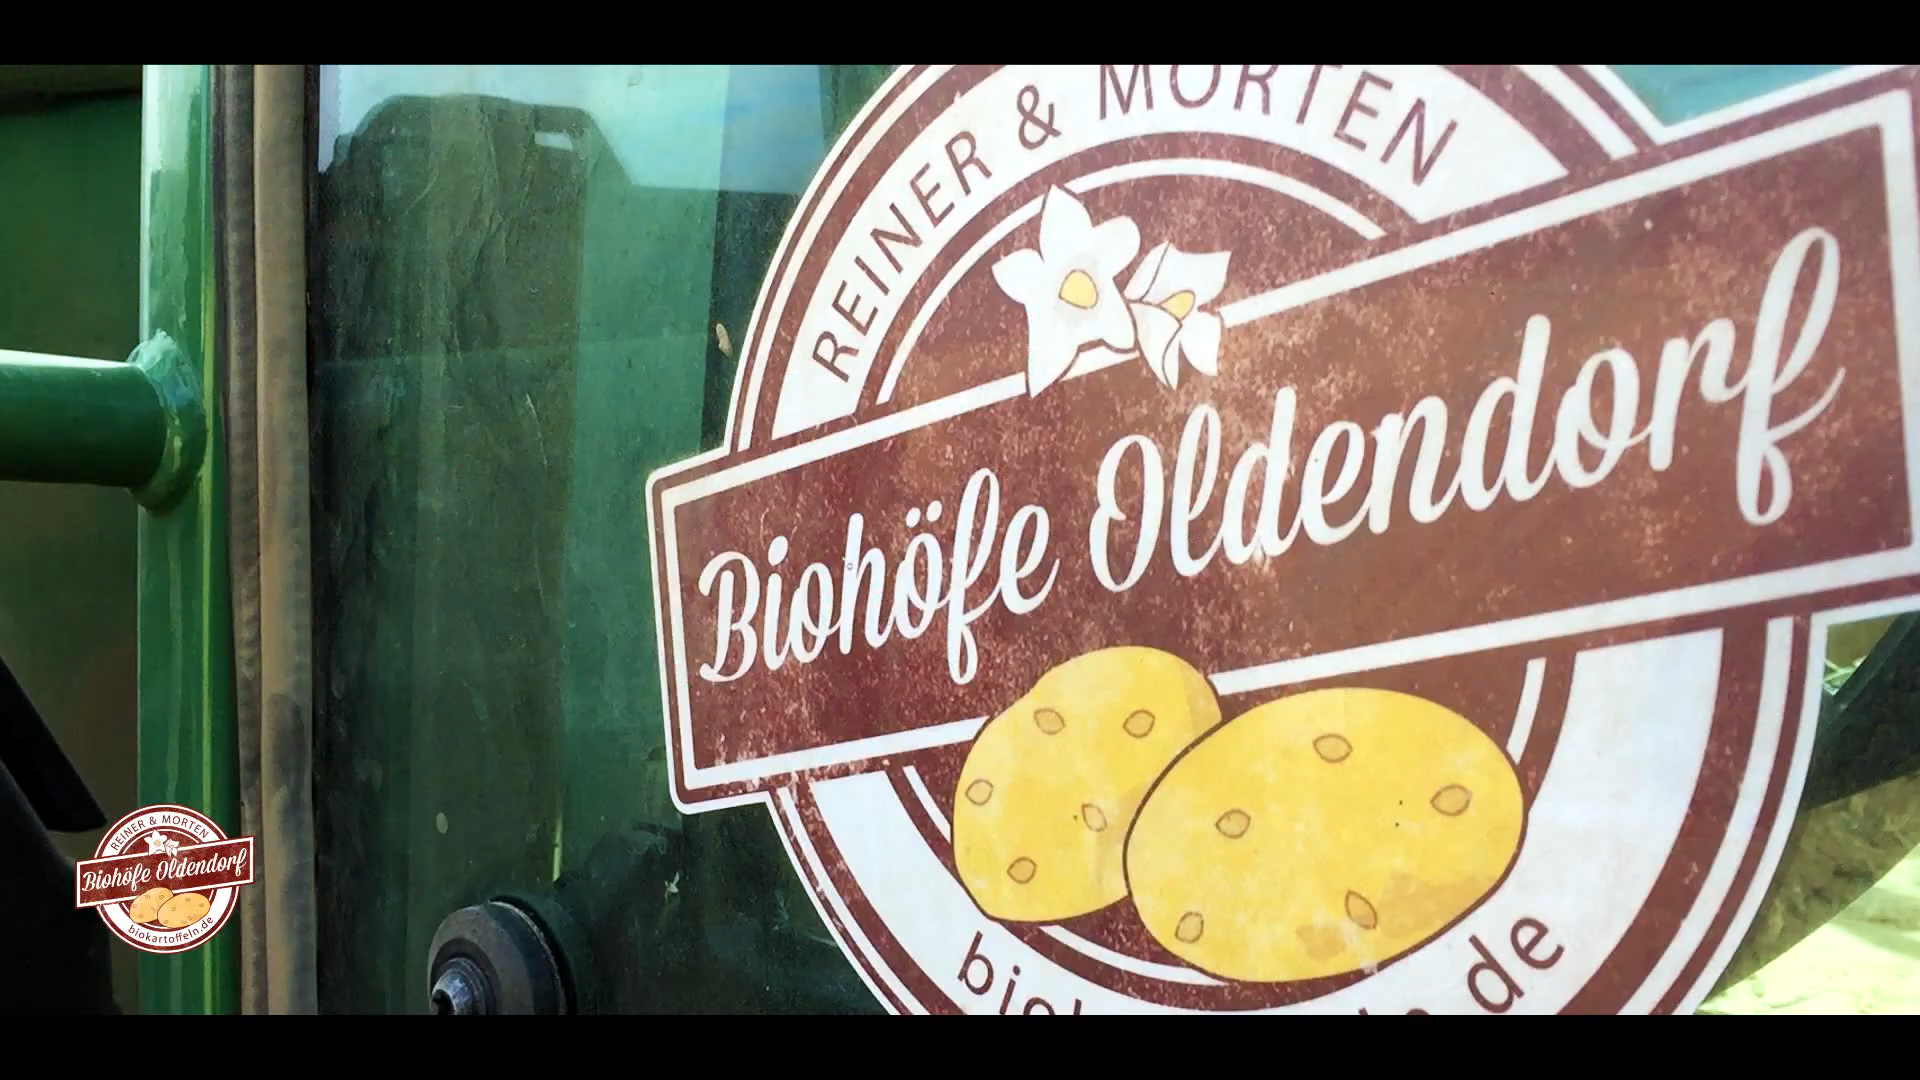 REINER & MORTEN
Biohöfe Oldendorf
REINER & MORTEN
Biohöfe Oldendorf
biokartoffeln.de